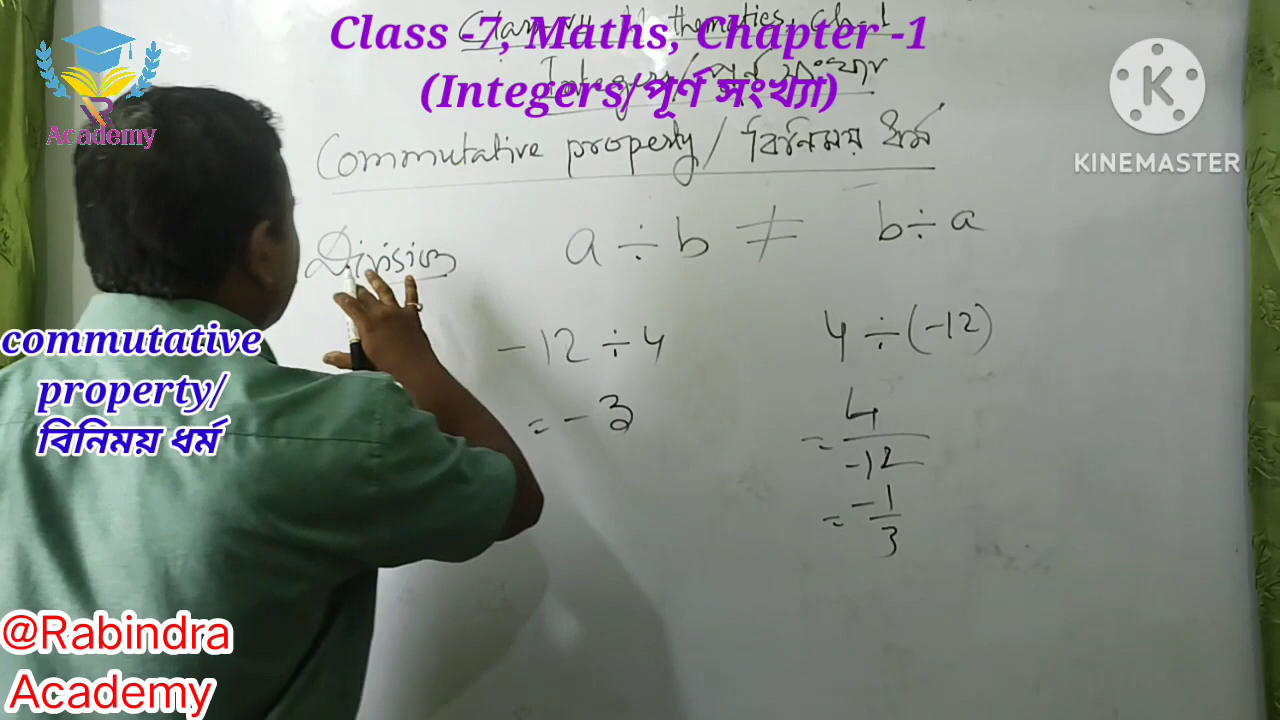 Class -7, Maths, Chapter -1
(Integers/পূর্ণ সংখ্যা)
Academy
K
KINEMASTER
Commutative property / বিনিময় ধর্ম
Division
a ÷ b ≠ b ÷ a
-12 ÷ 4
= -3
4 ÷ (-12)
= 4/-12
= -1/3
commutative
property/
বিনিময় ধর্ম
@Rabindra
Academy